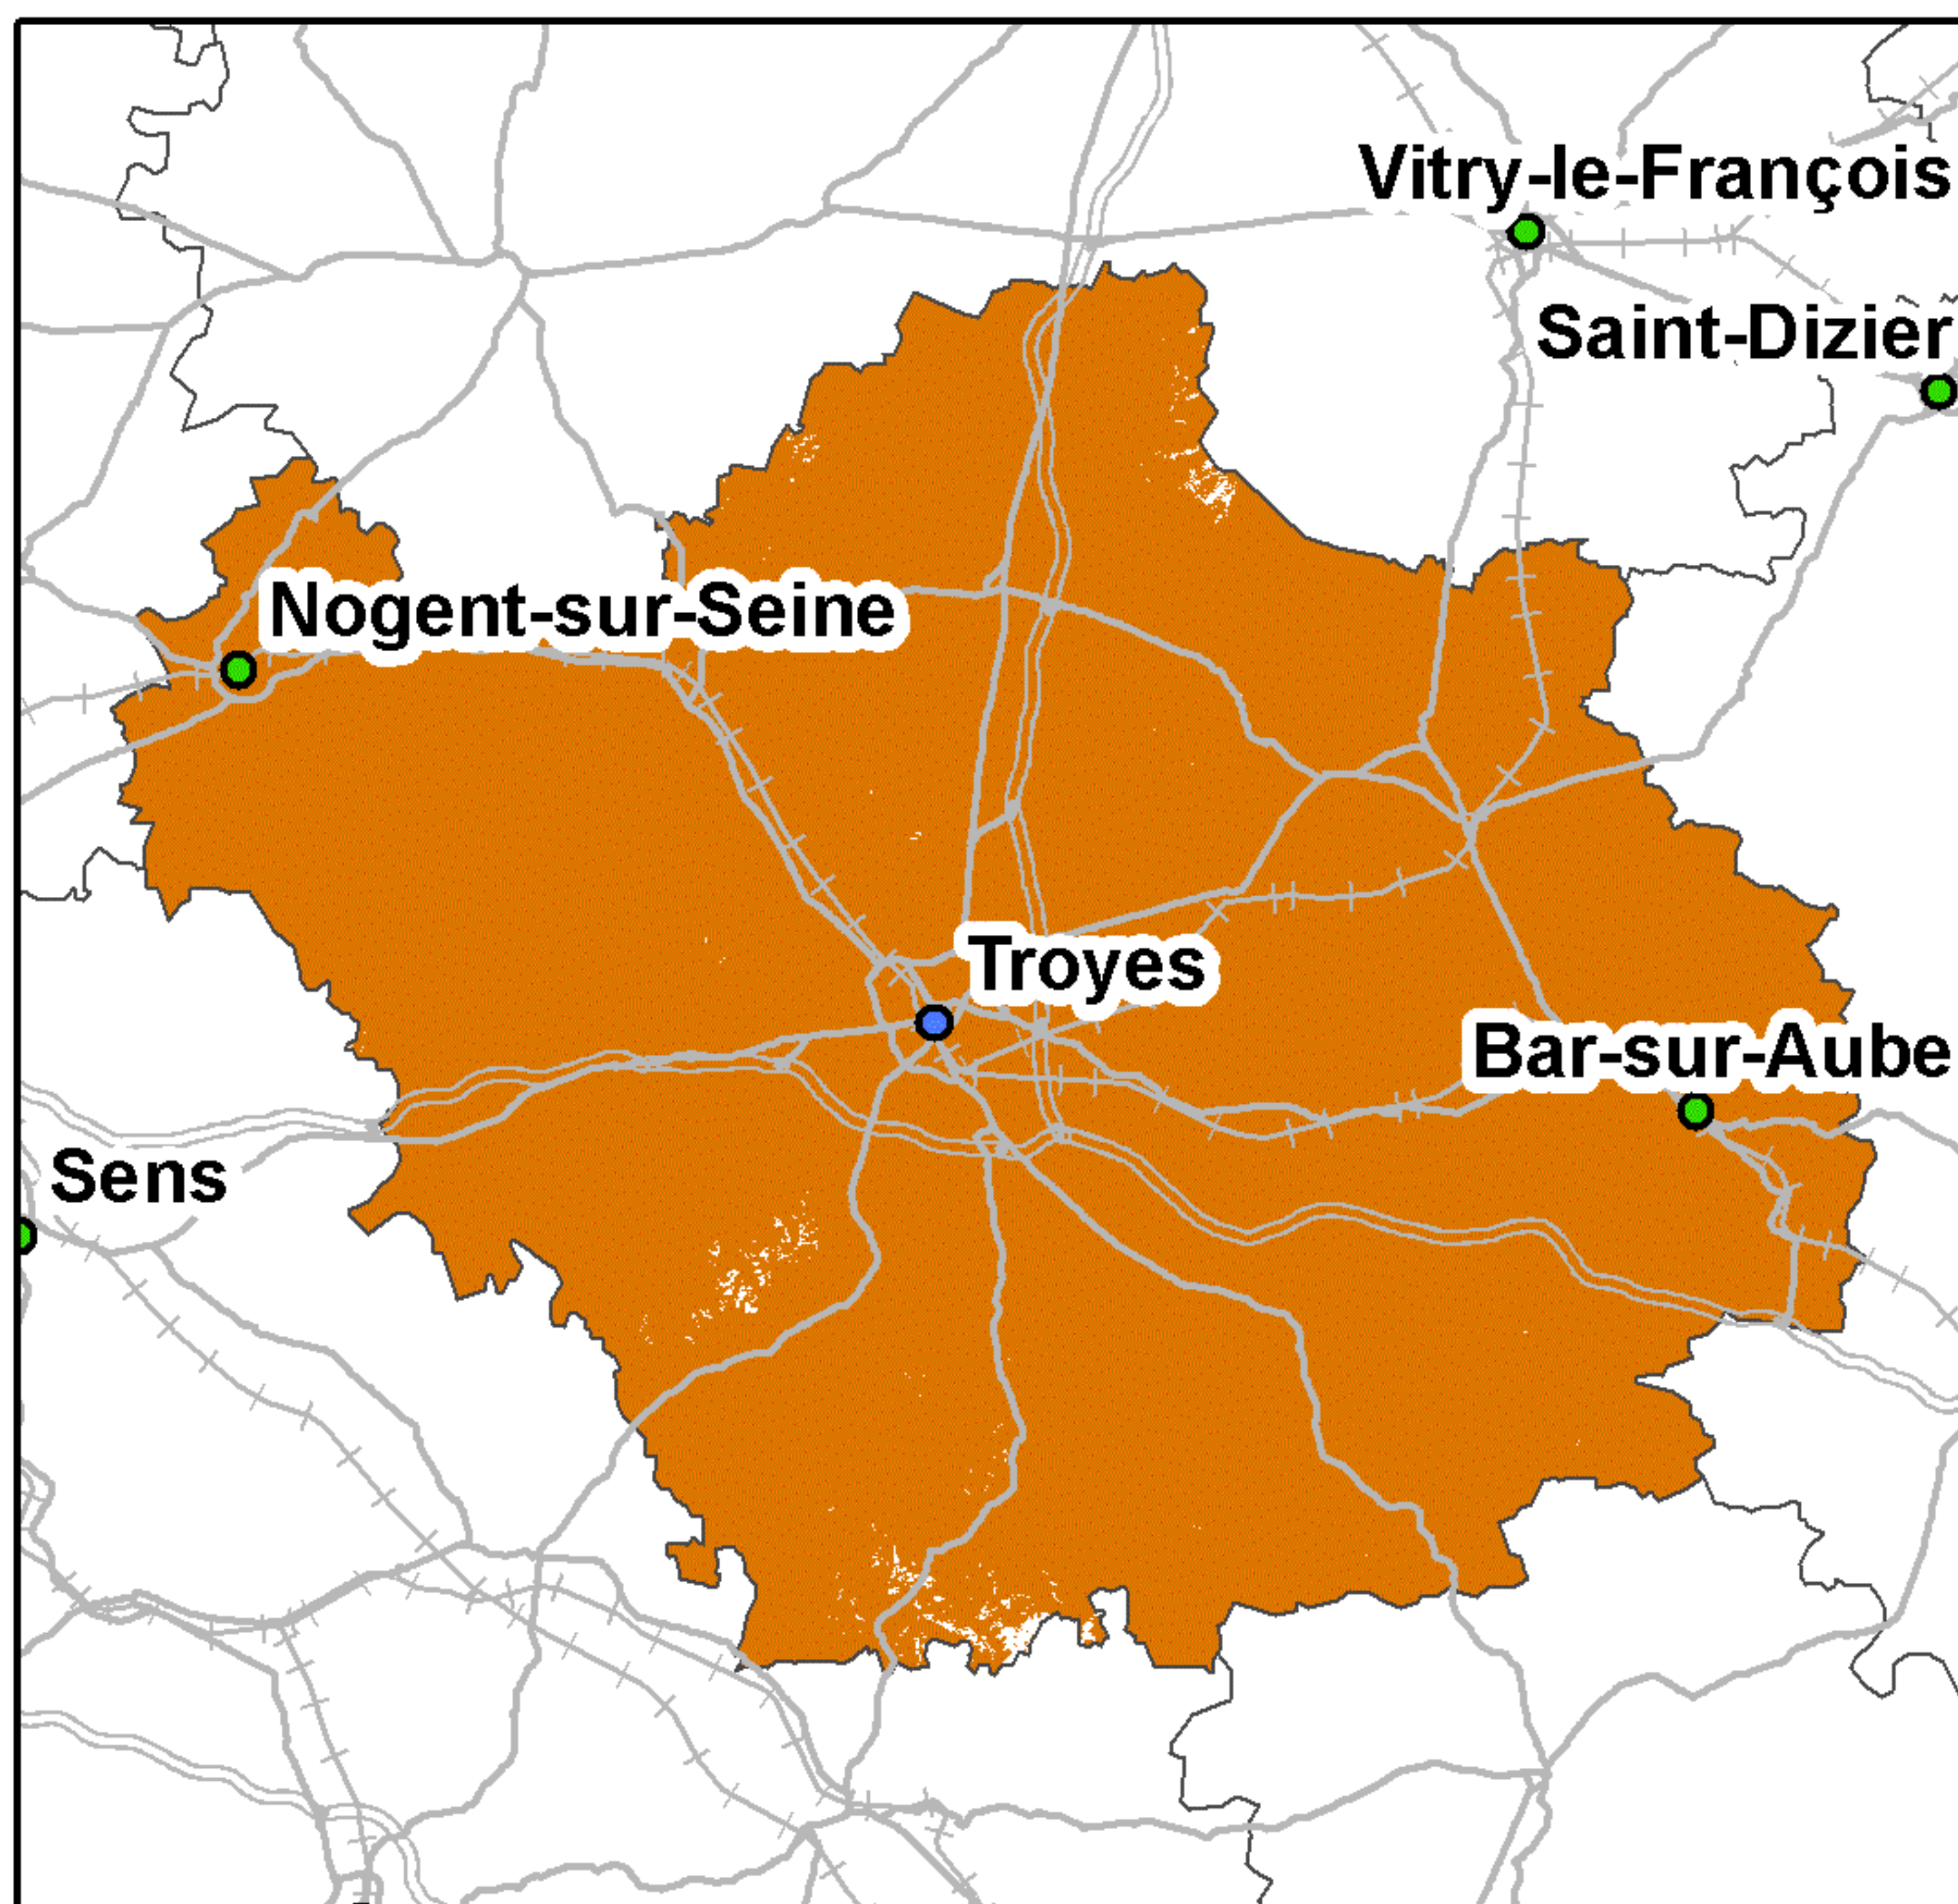 Vitry-le-François
Saint-Dizier
Nogent-sur-Seine
Troyes
Bar-sur-Aube
Sens